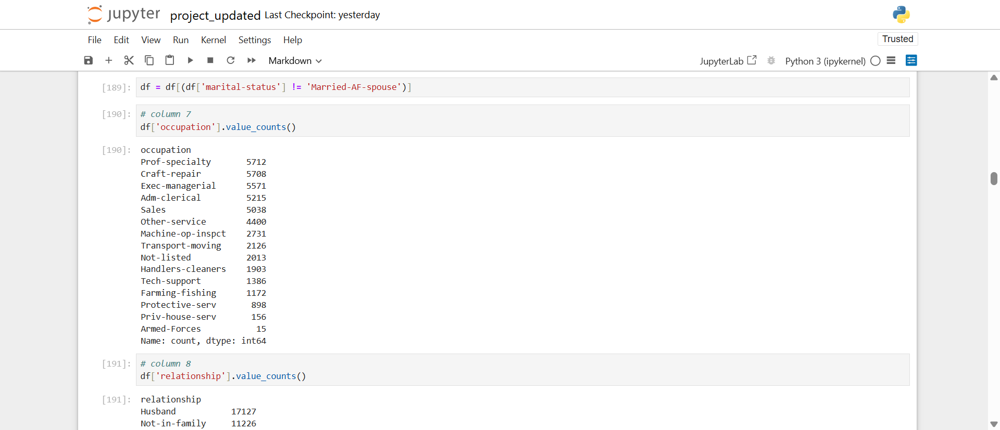 jupyter project_updated Last Checkpoint: yesterday
File Edit View Run Kernel Settings Help Trusted
Markdown JupyterLab Python 3 (ipykernel)
[189]: df = df[(df['marital-status'] != 'Married-AF-spouse')]
[190]: # column 7
df['occupation'].value_counts()
[190]: occupation
Prof-specialty 5712
Craft-repair 5708
Exec-managerial 5571
Adm-clerical 5215
Sales 5038
Other-service 4400
Machine-op-inspct 2731
Transport-moving 2126
Not-listed 2013
Handlers-cleaners 1903
Tech-support 1386
Farming-fishing 1172
Protective-serv 898
Priv-house-serv 156
Armed-Forces 15
Name: count, dtype: int64
[191]: # column 8
df['relationship'].value_counts()
[191]: relationship
Husband 17127
Not-in-family 11226